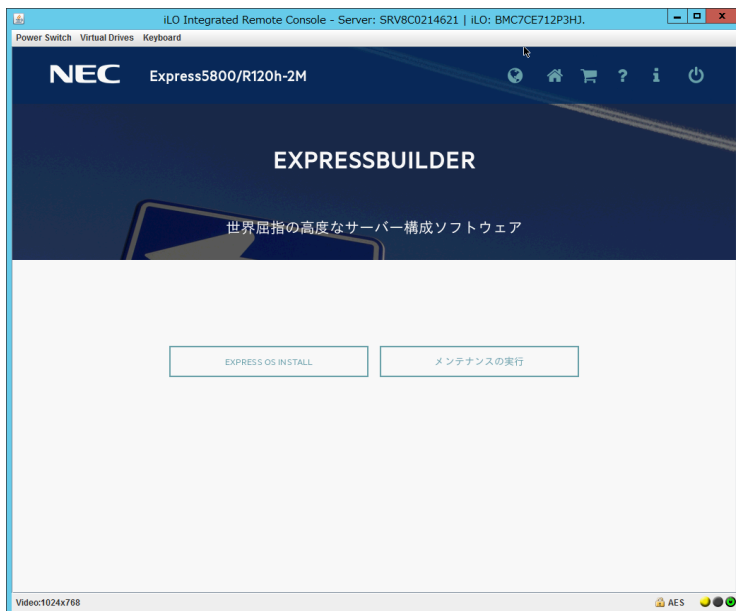 iLO Integrated Remote Console - Server: SRV8C0214621 | iLO: BMC7CE712P3HJ.
Power Switch Virtual Drives Keyboard
NEC Express5800/R120h-2M
EXPRESSBUILDER
世界屈指の高度なサーバー構成ソフトウェア
EXPRESS OS INSTALL メンテナンスの実行
Video:1024x768 AES